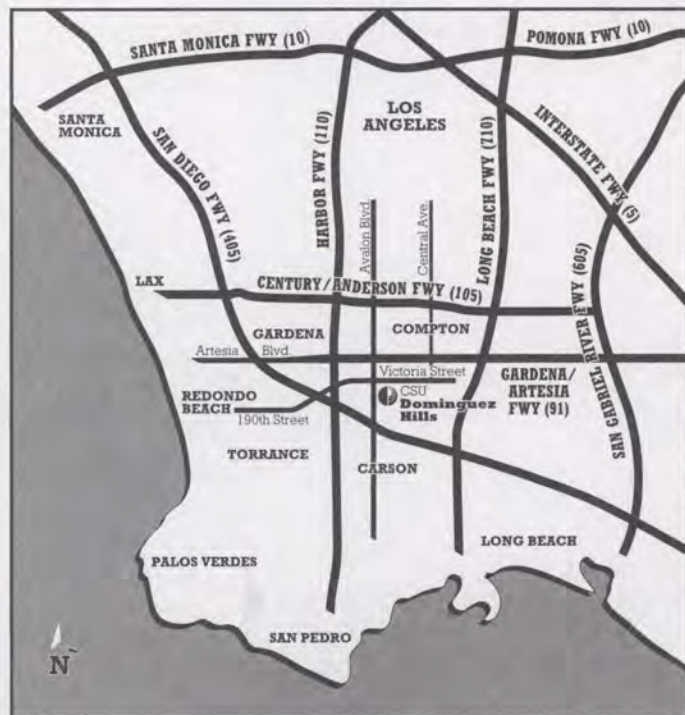 SANTA MONICA FWY (10)
POMONA FWY (10)
SANTA
MONICA
LOS
ANGELES
SAN DIEGO FWY (405)
HARBOR FWY (110)
LONG BEACH FWY (710)
INTERSTATE FWY (5)
Avalon Blvd.
Central Ave.
LAX
CENTURY/ANDERSON FWY (105)
SAN GABRIEL RIVER FWY (605)
GARDENA
COMPTON
Artesia Blvd.
Victoria Street
GARDENA/
ARTESIA
FWY (91)
REDONDO
BEACH
190th Street
CSU
Dominguez
Hills
TORRANCE
CARSON
LONG BEACH
PALOS VERDES
SAN PEDRO
N